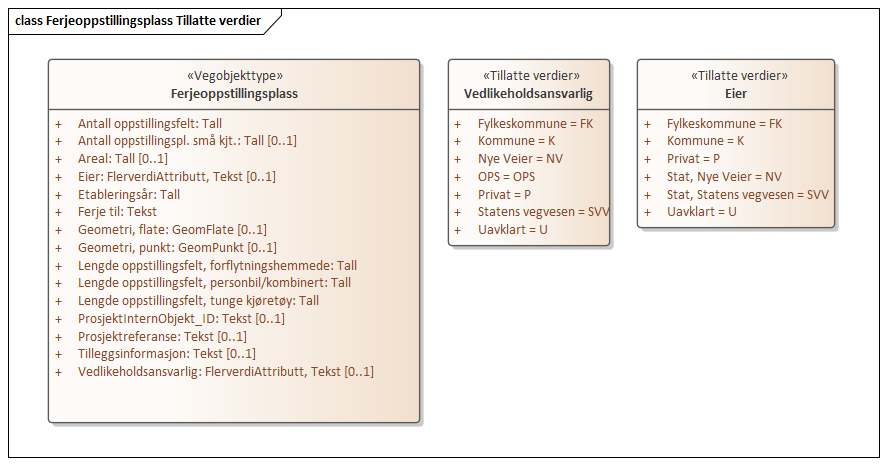 class Ferjeoppstillingsplass Tillatte verdier
«Vegobjekttype»
Ferjeoppstillingsplass
+ Antall oppstillingsfelt: Tall
+ Antall oppstillingspl. små kjt.: Tall [0..1]
+ Areal: Tall [0..1]
+ Eier: FlerverdiAttributt, Tekst [0..1]
+ Etableringsår: Tall
+ Ferje til: Tekst
+ Geometri, flate: GeomFlate [0..1]
+ Geometri, punkt: GeomPunkt [0..1]
+ Lengde oppstillingsfelt, forflytningshemmede: Tall
+ Lengde oppstillingsfelt, personbil/kombinert: Tall
+ Lengde oppstillingsfelt, tunge kjøretøy: Tall
+ ProsjektInternObjekt_ID: Tekst [0..1]
+ Prosjektreferanse: Tekst [0..1]
+ Tilleggsinformasjon: Tekst [0..1]
+ Vedlikeholdsansvarlig: FlerverdiAttributt, Tekst [0..1]
«Tillatte verdier»
Vedlikeholdsansvarlig
+ Fylkeskommune = FK
+ Kommune = K
+ Nye Veier = NV
+ OPS = OPS
+ Privat = P
+ Statens vegvesen = SVV
+ Uavklart = U
«Tillatte verdier»
Eier
+ Fylkeskommune = FK
+ Kommune = K
+ Privat = P
+ Stat, Nye Veier = NV
+ Stat, Statens vegvesen = SVV
+ Uavklart = U